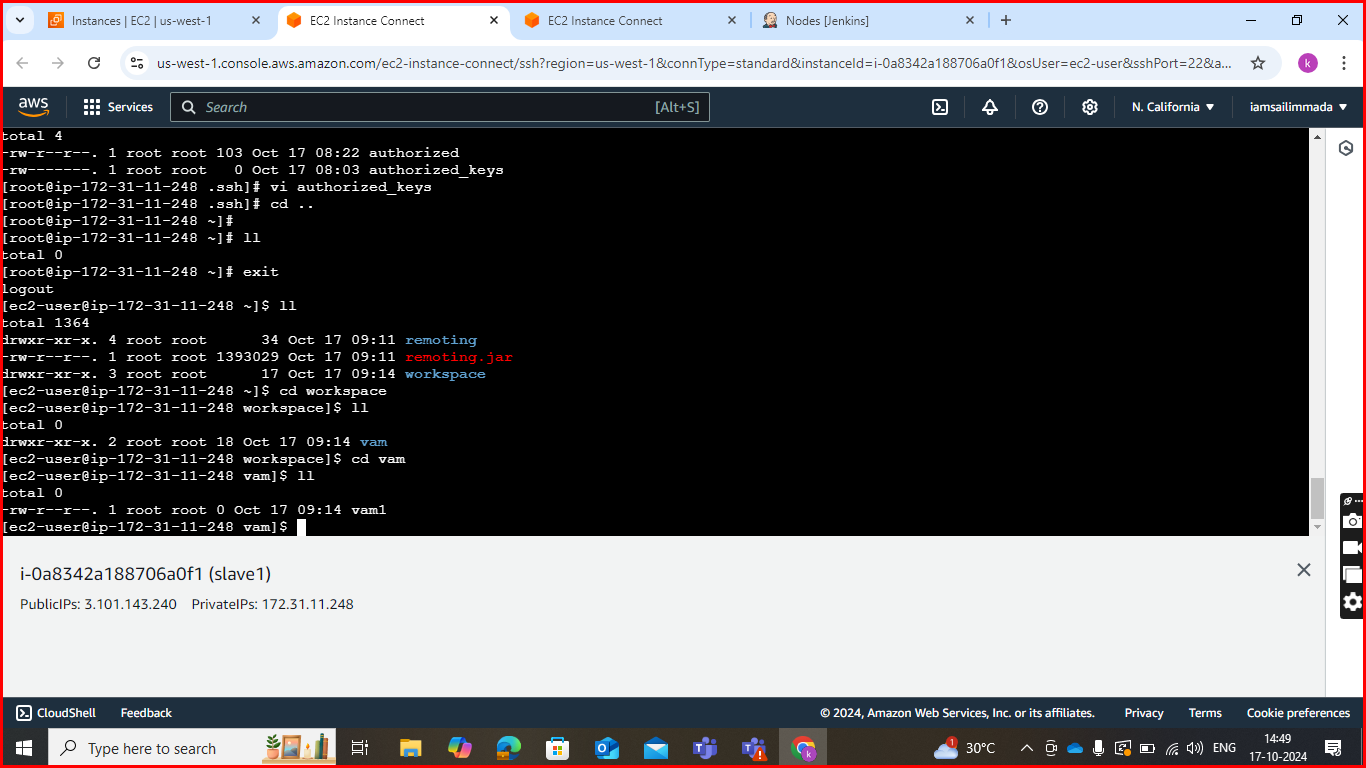 Instances | EC2 | us-west-1
EC2 Instance Connect
EC2 Instance Connect
Nodes [Jenkins]
us-west-1.console.aws.amazon.com/ec2-instance-connect/ssh?region=us-west-1&connType=standard&instanceId=i-0a8342a188706a0f1&osUser=ec2-user&sshPort=22&a...
k
aws
Services
Search
[Alt+S]
N. California
iamsailimmada
total 4
-rw-r--r--. 1 root root 103 Oct 17 08:22 authorized
-rw-------. 1 root root   0 Oct 17 08:03 authorized_keys
[root@ip-172-31-11-248 .ssh]# vi authorized_keys
[root@ip-172-31-11-248 .ssh]# cd ..
[root@ip-172-31-11-248 ~]#
[root@ip-172-31-11-248 ~]# ll
total 0
[root@ip-172-31-11-248 ~]# exit
logout
[ec2-user@ip-172-31-11-248 ~]$ ll
total 1364
drwxr-xr-x. 4 root root      34 Oct 17 09:11 remoting
-rw-r--r--. 1 root root 1393029 Oct 17 09:11 remoting.jar
drwxr-xr-x. 3 root root      17 Oct 17 09:14 workspace
[ec2-user@ip-172-31-11-248 ~]$ cd workspace
[ec2-user@ip-172-31-11-248 workspace]$ ll
total 0
drwxr-xr-x. 2 root root 18 Oct 17 09:14 vam
[ec2-user@ip-172-31-11-248 workspace]$ cd vam
[ec2-user@ip-172-31-11-248 vam]$ ll
total 0
-rw-r--r--. 1 root root 0 Oct 17 09:14 vam1
[ec2-user@ip-172-31-11-248 vam]$
i-0a8342a188706a0f1 (slave1)
PublicIPs: 3.101.143.240    PrivateIPs: 172.31.11.248
CloudShell
Feedback
© 2024, Amazon Web Services, Inc. or its affiliates.
Privacy
Terms
Cookie preferences
Type here to search
k
1
30°C
ENG
14:49
17-10-2024